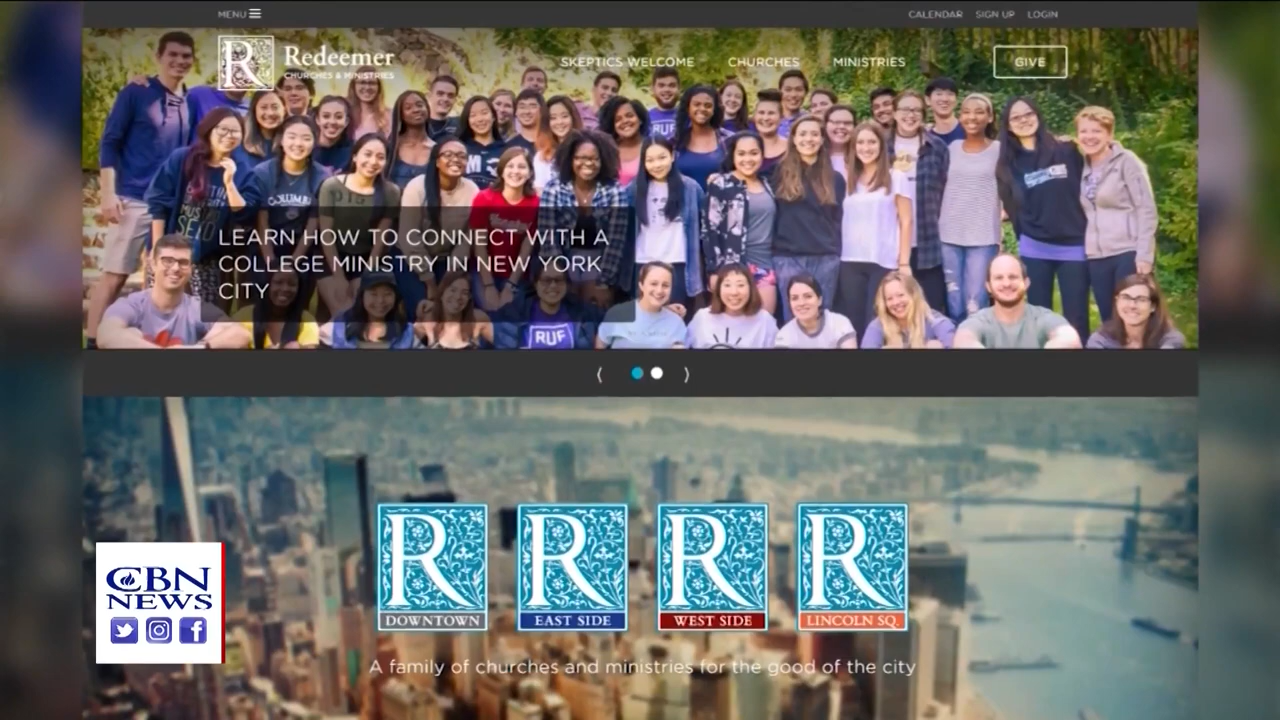 MENU
CALENDAR SIGN UP LOGIN
R Redeemer
CHURCHES & MINISTRIES
SKEPTICS WELCOME CHURCHES MINISTRIES GIVE
RUF
COLUMBIA
LEARN HOW TO CONNECT WITH A
COLLEGE MINISTRY IN NEW YORK
CITY
RUF
R R R R
DOWNTOWN EAST SIDE WEST SIDE LINCOLN SQ.
A family of churches and ministries for the good of the city
CBN
NEWS